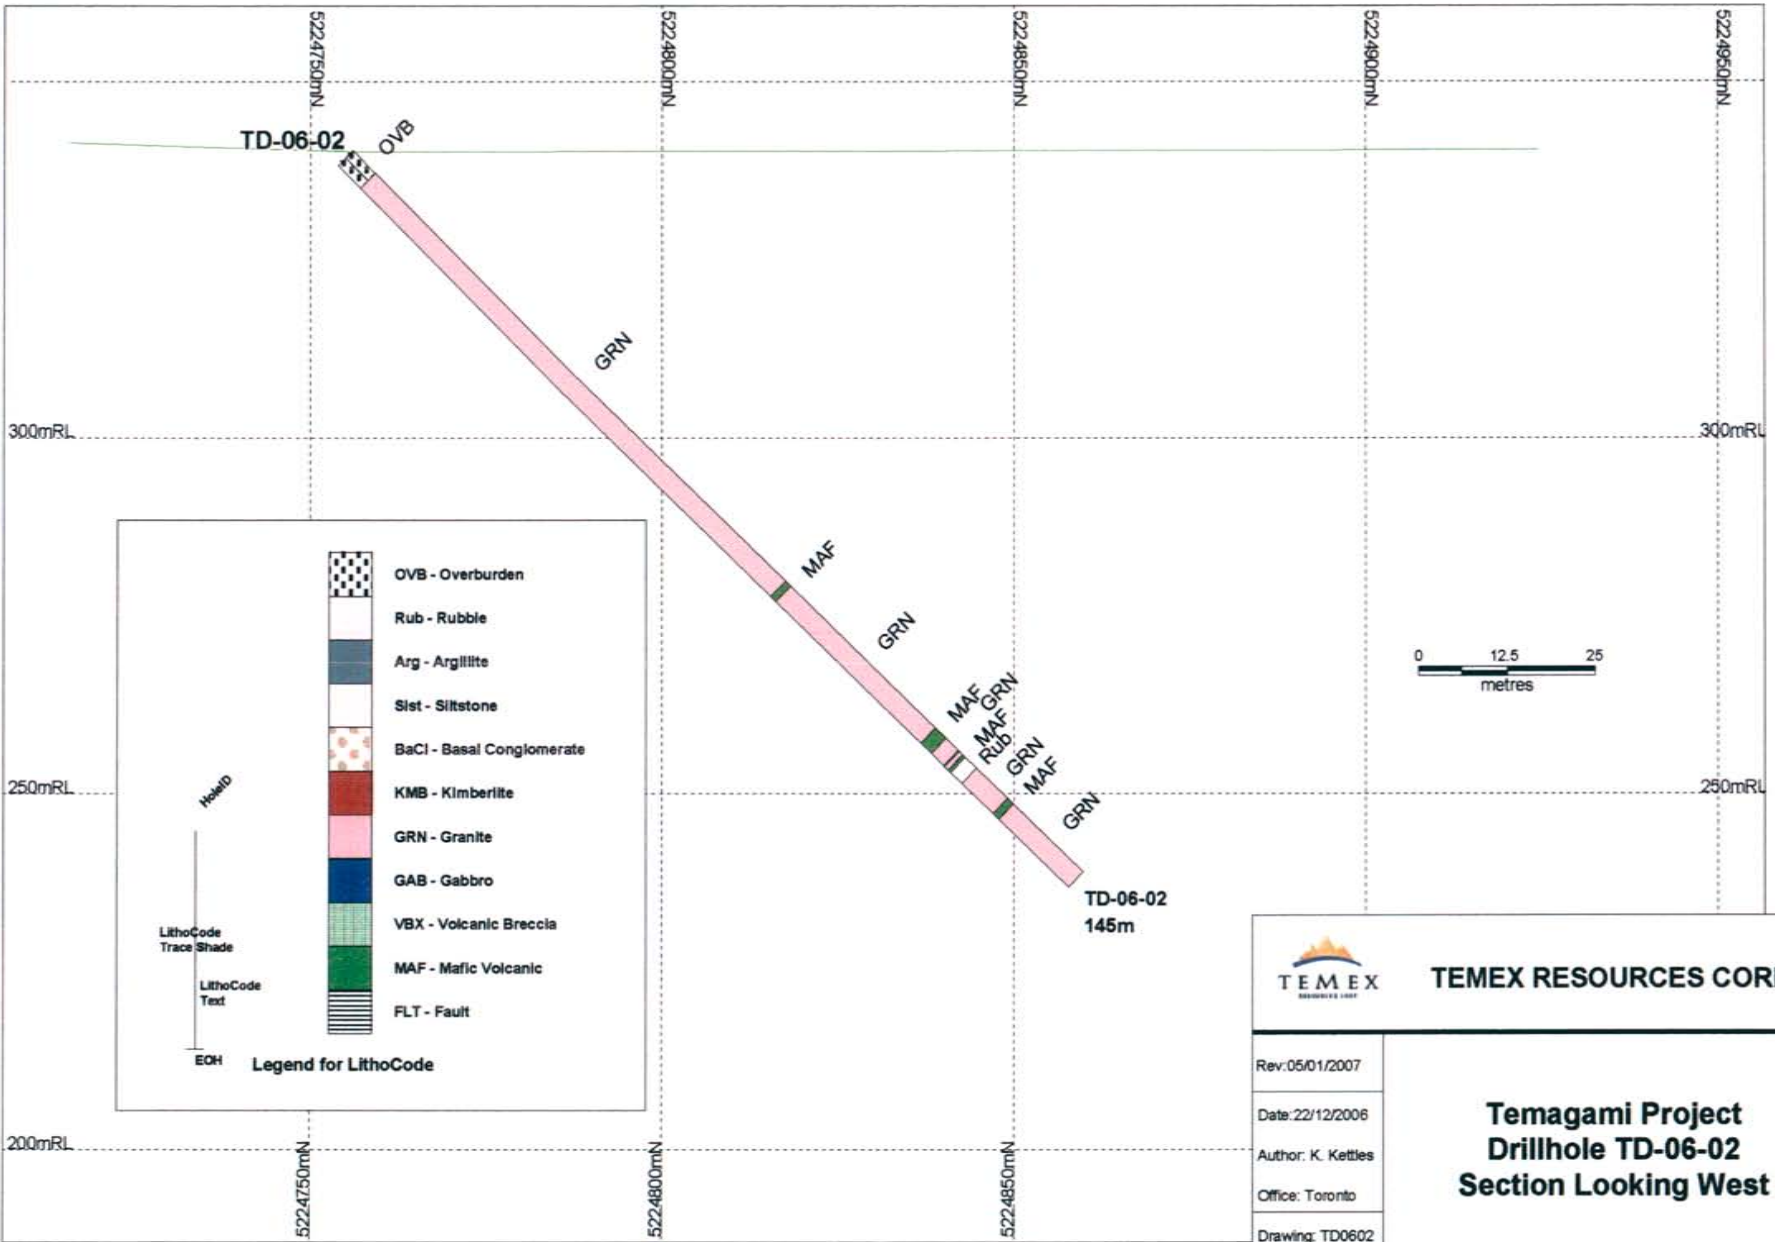 5224750mN
5224800mN
5224850mN
5224900mN
5224950mN
TD-06-02
OVB
GRN
300mRL
300mRL
MAF
GRN
MAF
GRN
MAF
Rub
GRN
MAF
GRN
250mRL
250mRL
0 12.5 25
metres
TD-06-02
145m
OVB - Overburden
Rub - Rubble
Arg - Argillite
Slst - Siltstone
BaCl - Basal Conglomerate
KMB - Kimberlite
GRN - Granite
GAB - Gabbro
VBX - Volcanic Breccia
MAF - Mafic Volcanic
FLT - Fault
HoleID
LithoCode
Trace Shade
LithoCode
Text
EOH
Legend for LithoCode
200mRL
5224750mN
5224800mN
5224850mN
TEMEX
RESOURCES CORP
TEMEX RESOURCES COR
Rev:05/01/2007
Date:22/12/2006
Author: K. Kettles
Office: Toronto
Drawing: TD0602
Temagami Project
Drillhole TD-06-02
Section Looking West